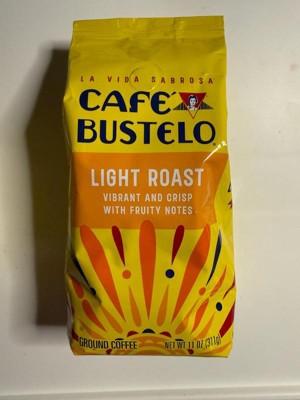 LA VIDA SABROSA
CAFÉ
BUSTELO
LIGHT ROAST
VIBRANT AND CRISP
WITH FRUITY NOTES
GROUND COFFEE NET WT 11 OZ (311g)